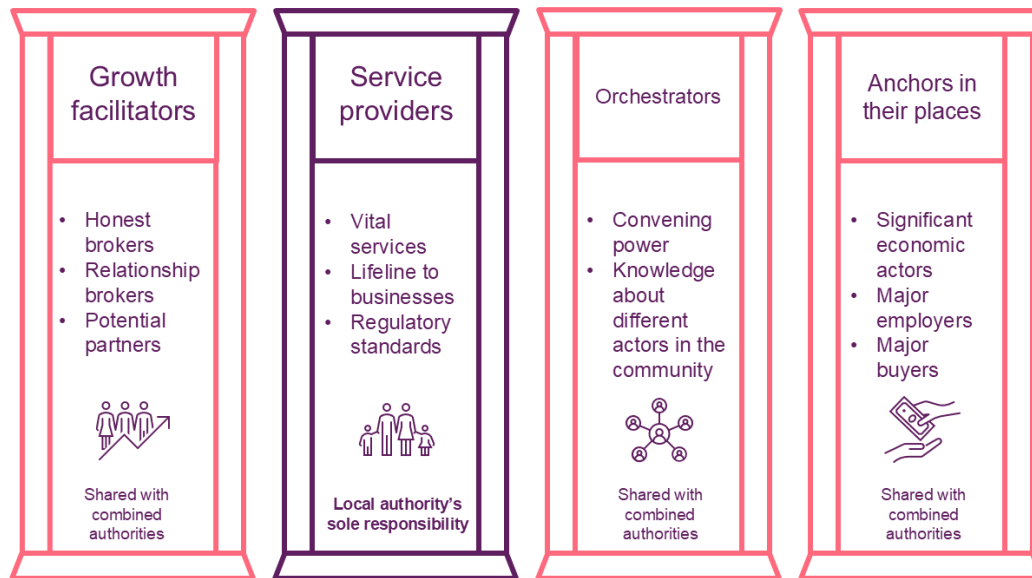 Growth
facilitators
• Honest
brokers
• Relationship
brokers
• Potential
partners
Shared with
combined
authorities
Service
providers
• Vital
services
• Lifeline to
businesses
• Regulatory
standards
Local authority's
sole responsibility
Orchestrators
• Convening
power
• Knowledge
about
different
actors in the
community
Shared with
combined
authorities
Anchors in
their places
• Significant
economic
actors
• Major
employers
• Major
buyers
Shared with
combined
authorities